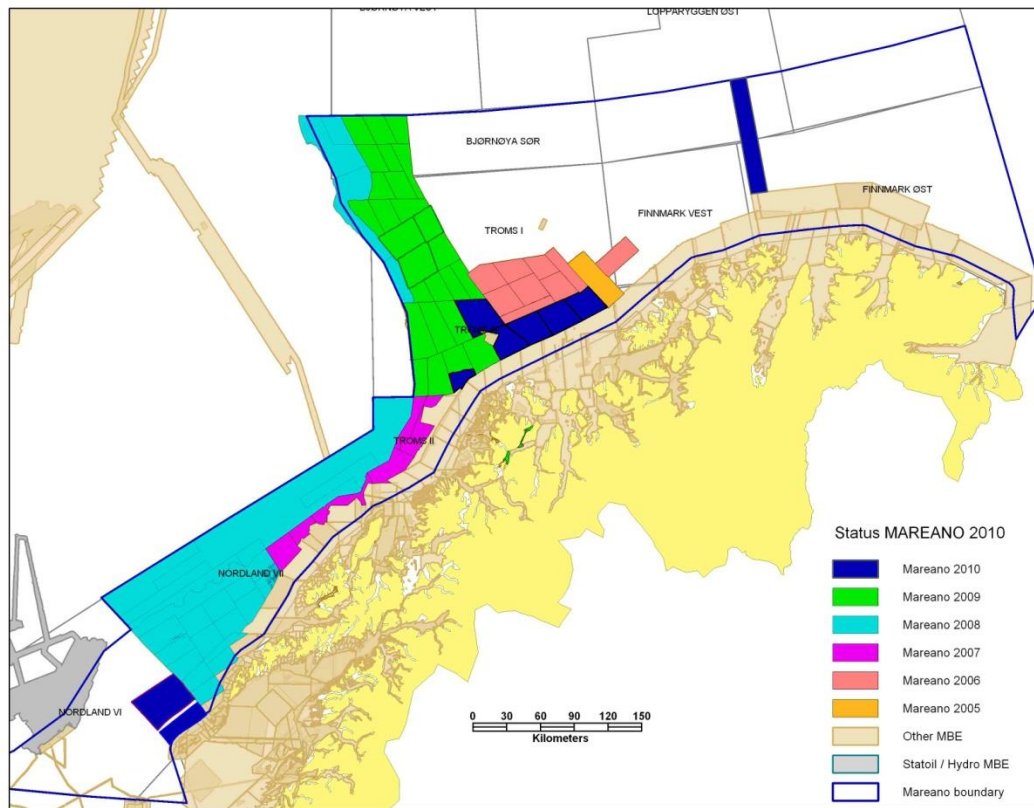 BJØRNØYA VEST
LOPPARYGGEN ØST
BJØRNØYA SØR
FINNMARK ØST
FINNMARK VEST
TROMS I
TROMS II
NORDLAND VII
NORDLAND VI
Status MAREANO 2010
Mareano 2010
Mareano 2009
Mareano 2008
Mareano 2007
Mareano 2006
Mareano 2005
Other MBE
Statoil / Hydro MBE
Mareano boundary
0 30 60 90 120 150
Kilometers